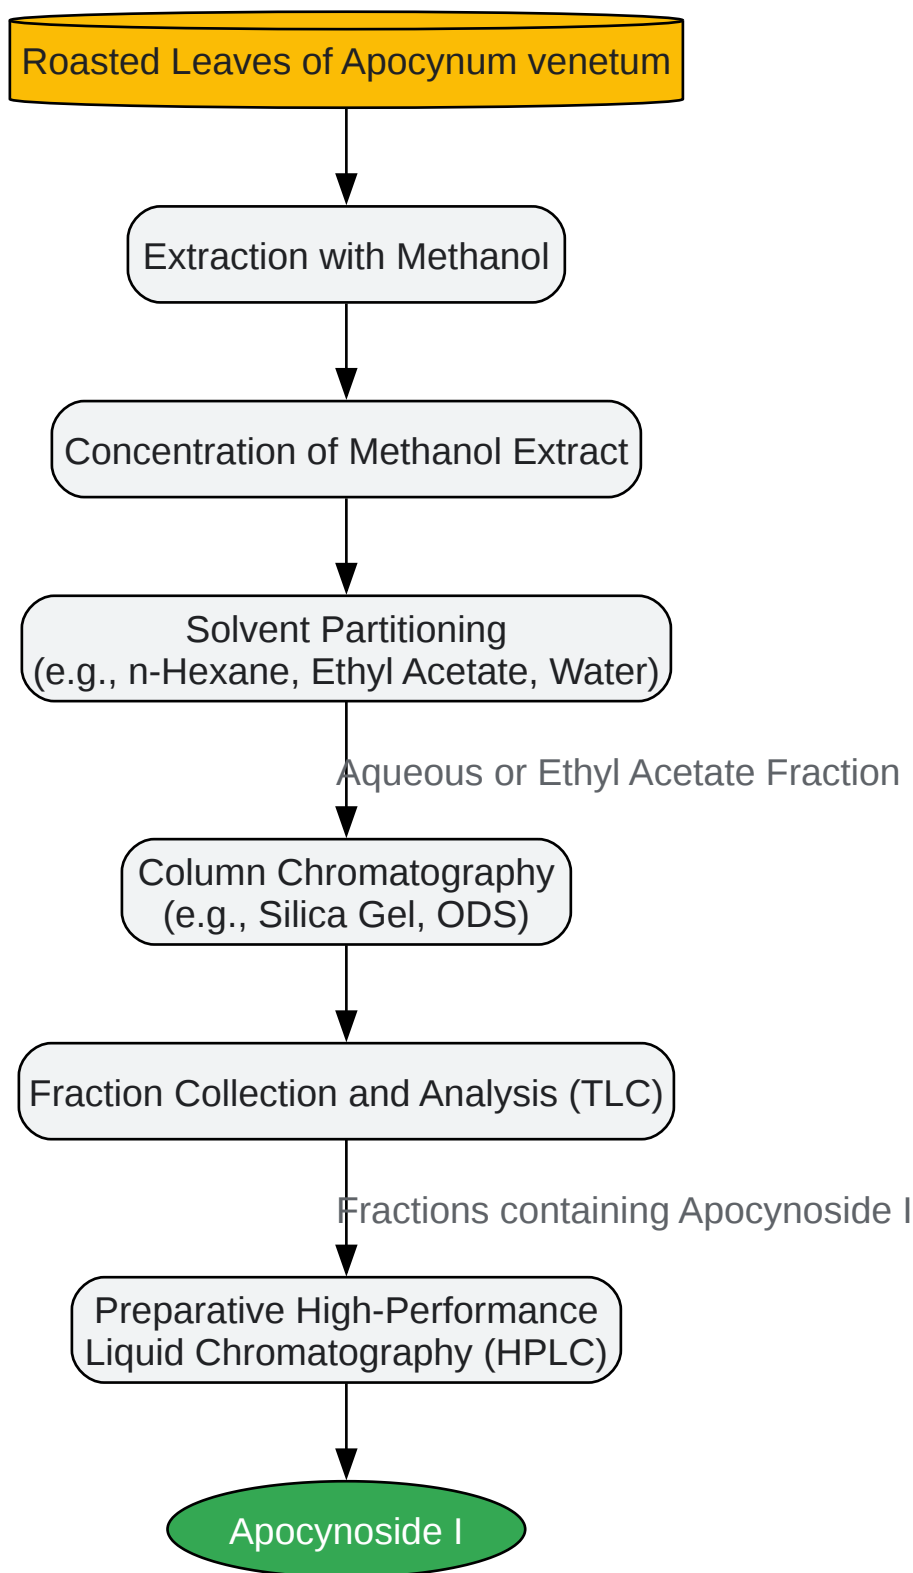 Roasted Leaves of Apocynum venetum
Extraction with Methanol
Concentration of Methanol Extract
Solvent Partitioning
(e.g., n-Hexane, Ethyl Acetate, Water)
Aqueous or Ethyl Acetate Fraction
Column Chromatography
(e.g., Silica Gel, ODS)
Fraction Collection and Analysis (TLC)
Fractions containing Apocynoside I
Preparative High-Performance
Liquid Chromatography (HPLC)
Apocynoside I